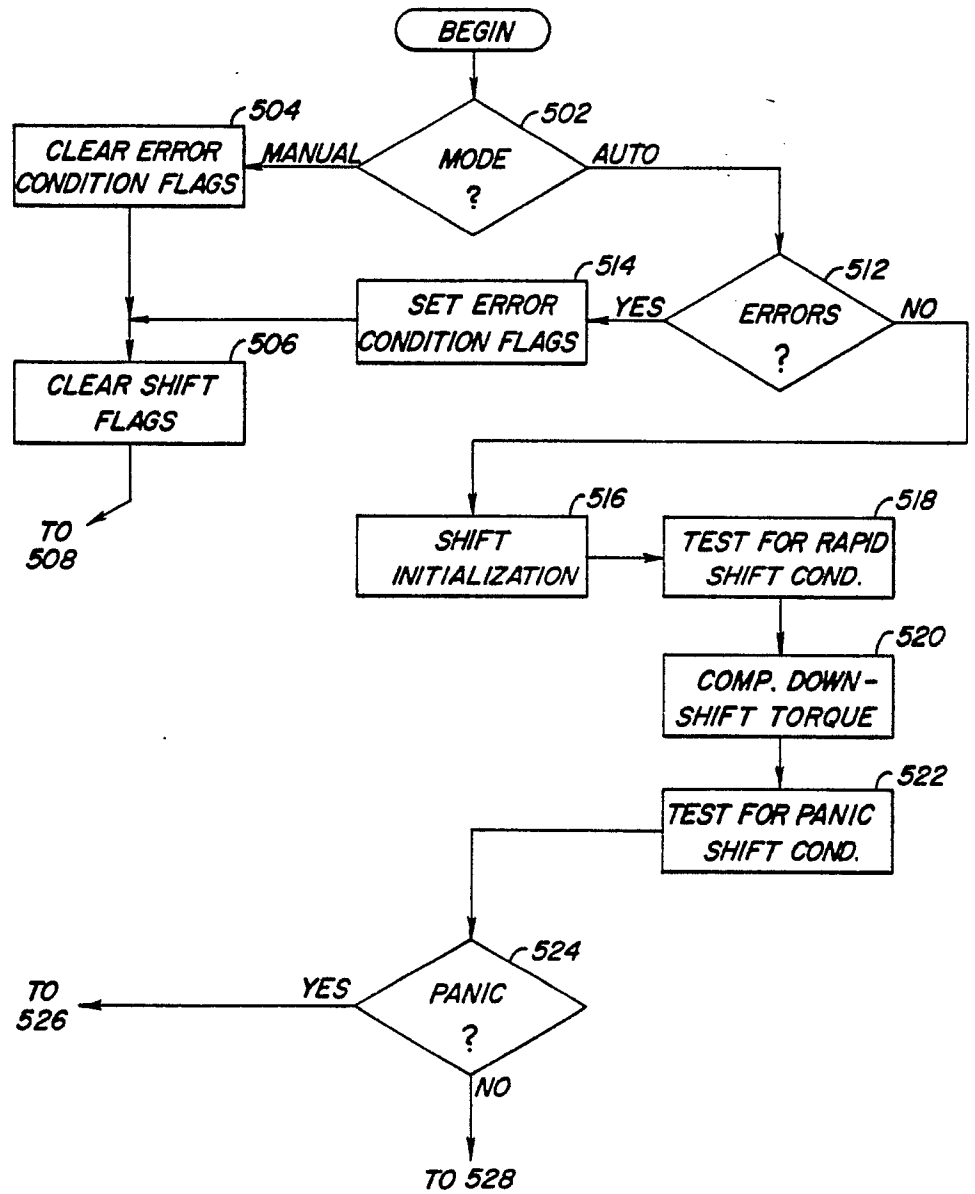 BEGIN
502
MODE
?
MANUAL
AUTO
504
CLEAR ERROR
CONDITION FLAGS
512
ERRORS
?
YES
NO
514
SET ERROR
CONDITION FLAGS
506
CLEAR SHIFT
FLAGS
TO
508
516
SHIFT
INITIALIZATION
518
TEST FOR RAPID
SHIFT COND.
520
COMP. DOWN-
SHIFT TORQUE
522
TEST FOR PANIC
SHIFT COND.
524
PANIC
?
YES
TO
526
NO
TO 528